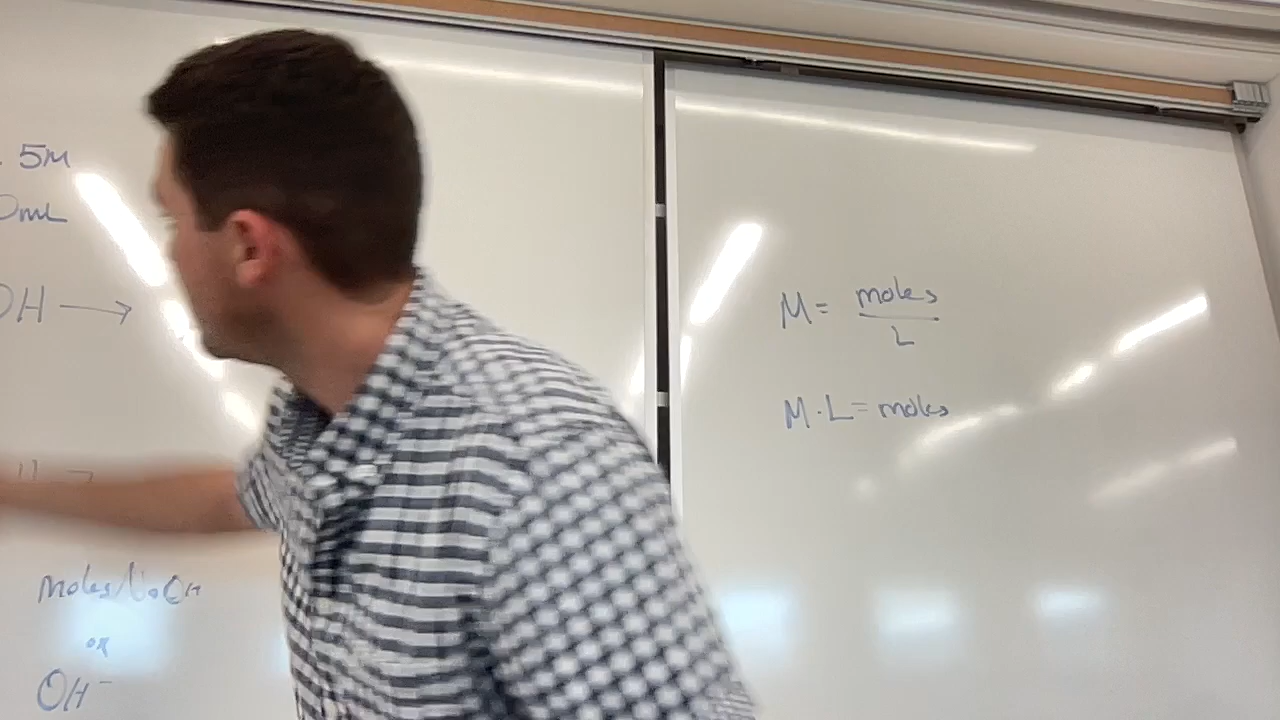 . 5M
0mL
OH →
moles NaOH
or
OH⁻
M = moles / L
M · L = moles